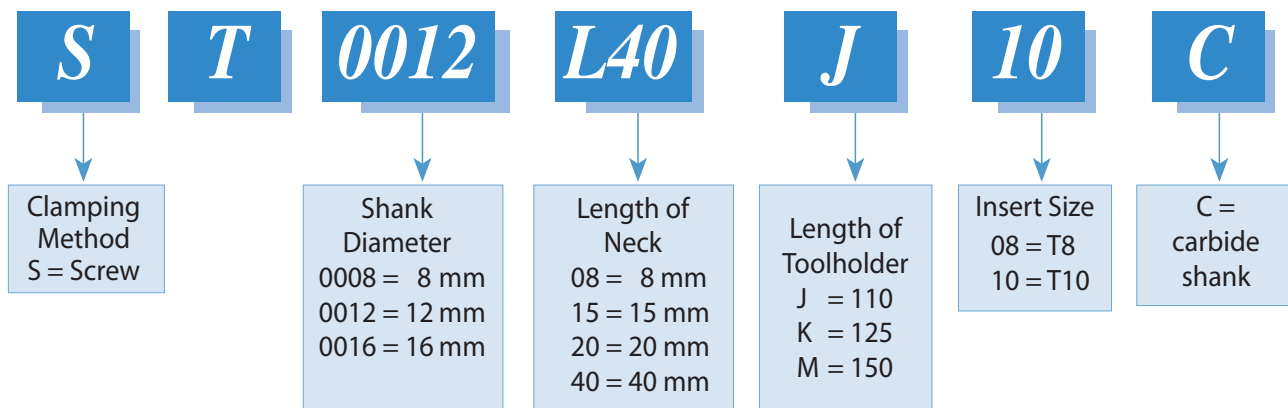 S T 0012 L40 J 10 C
Clamping
Method
S = Screw
Shank
Diameter
0008 = 8 mm
0012 = 12 mm
0016 = 16 mm
Length of
Neck
08 = 8 mm
15 = 15 mm
20 = 20 mm
40 = 40 mm
Length of
Toolholder
J = 110
K = 125
M = 150
Insert Size
08 = T8
10 = T10
C =
carbide
shank